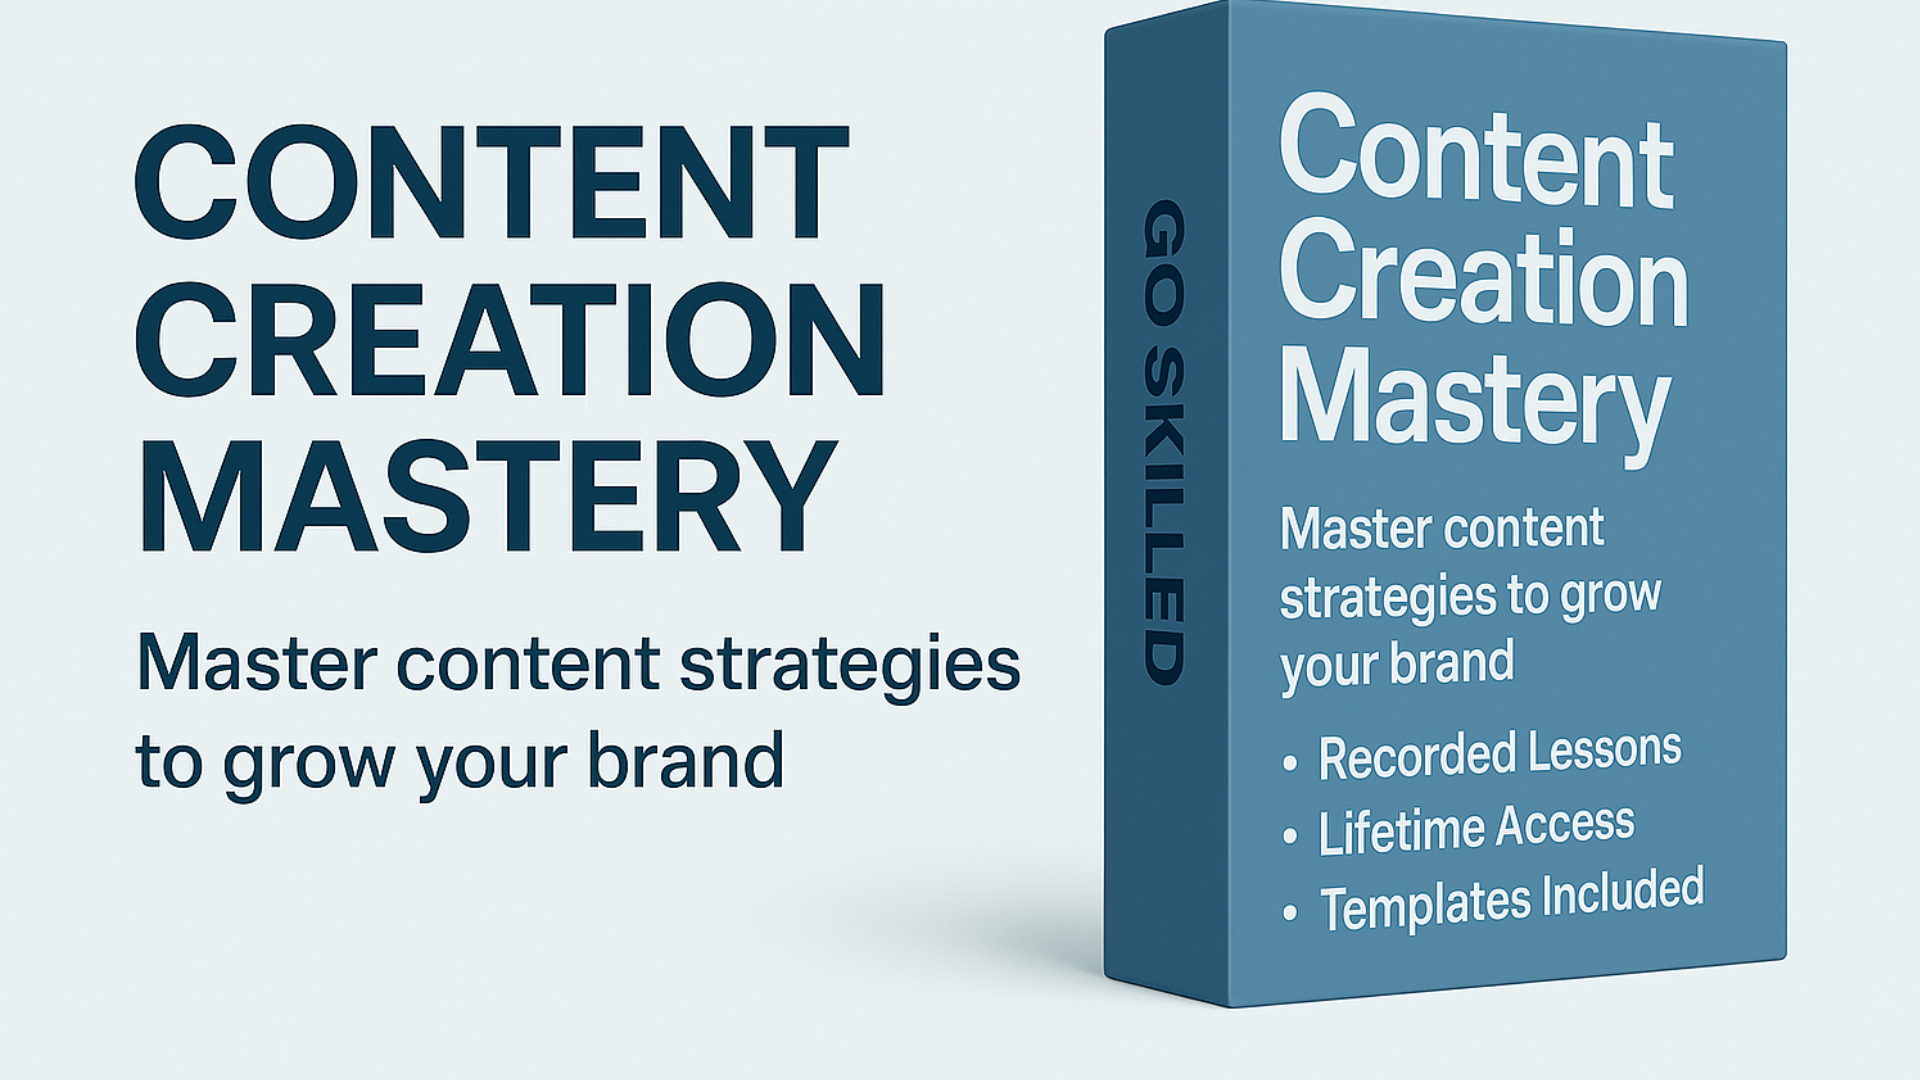 CONTENT
CREATION
MASTERY
Master content strategies
to grow your brand
GO SKILLED
Content
Creation
Mastery
Master content
strategies to grow
your brand
• Recorded Lessons
• Lifetime Access
• Templates Included